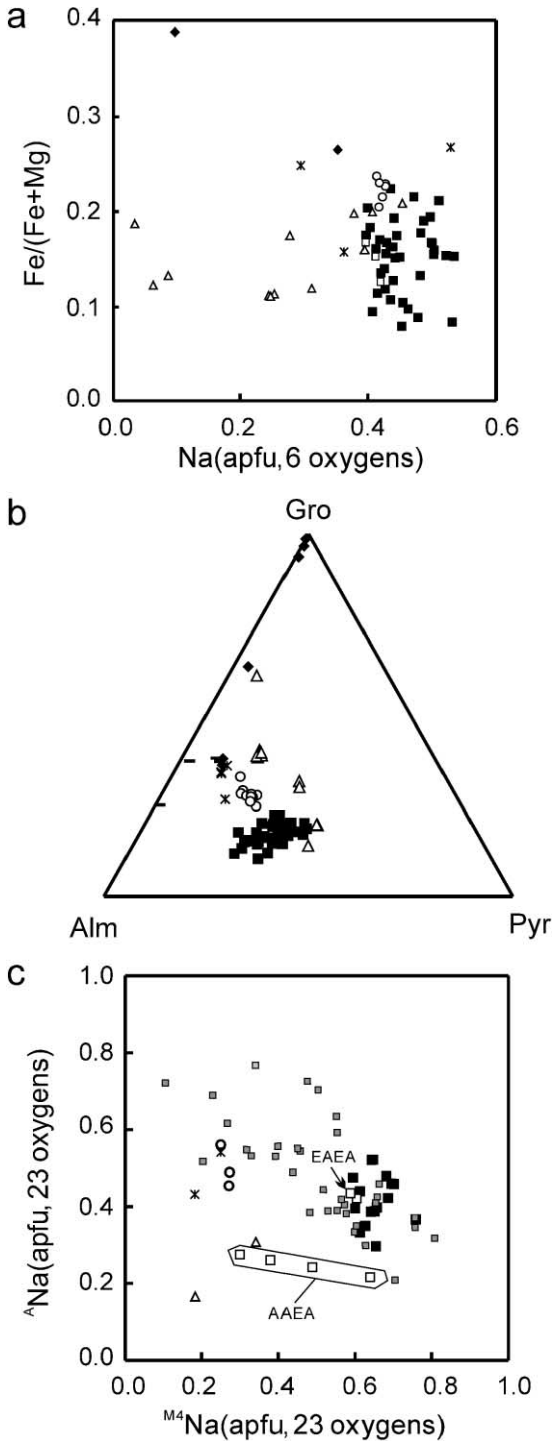 a
0.4
0.3
0.2
0.1
0.0
Fe/(Fe+Mg)
0.0 0.2 0.4 0.6
Na(apfu, 6 oxygens)
b
Gro
Alm
Pyr
c
1.0
0.8
0.6
0.4
0.2
0.0
ᴬNa(apfu, 23 oxygens)
EAEA
AAEA
0.0 0.2 0.4 0.6 0.8 1.0
ᴹ⁴Na(apfu, 23 oxygens)